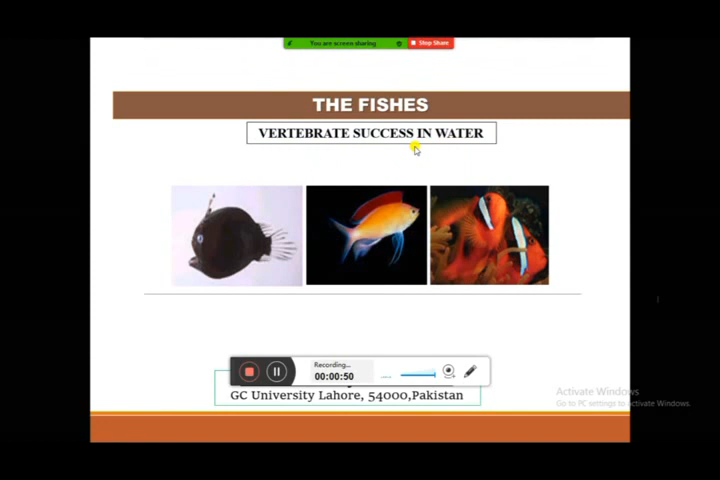 You are screen sharing
Stop Share
THE FISHES
VERTEBRATE SUCCESS IN WATER
Recording...
00:00:50
GC University Lahore, 54000,Pakistan
Activate Windows
Go to PC settings to activate Windows.